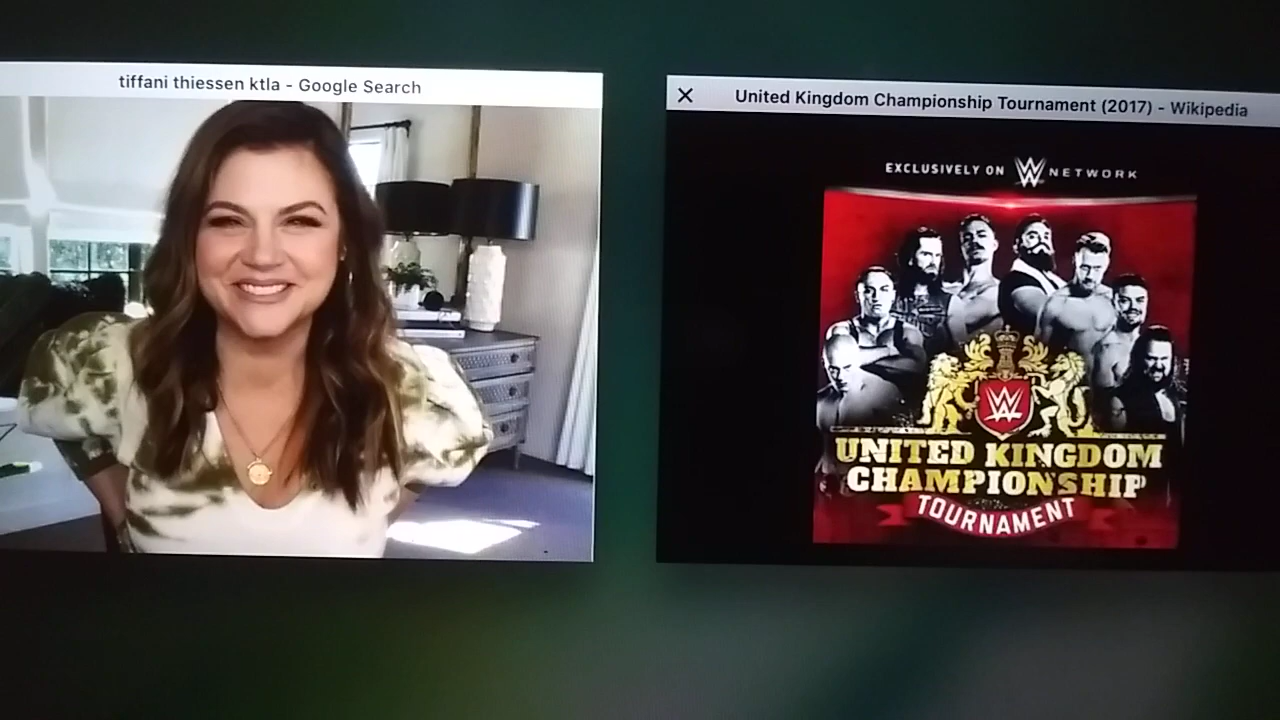 tiffani thiessen ktla - Google Search
United Kingdom Championship Tournament (2017) - Wikipedia
EXCLUSIVELY ON W NETWORK
W
UNITED KINGDOM
CHAMPIONSHIP
TOURNAMENT